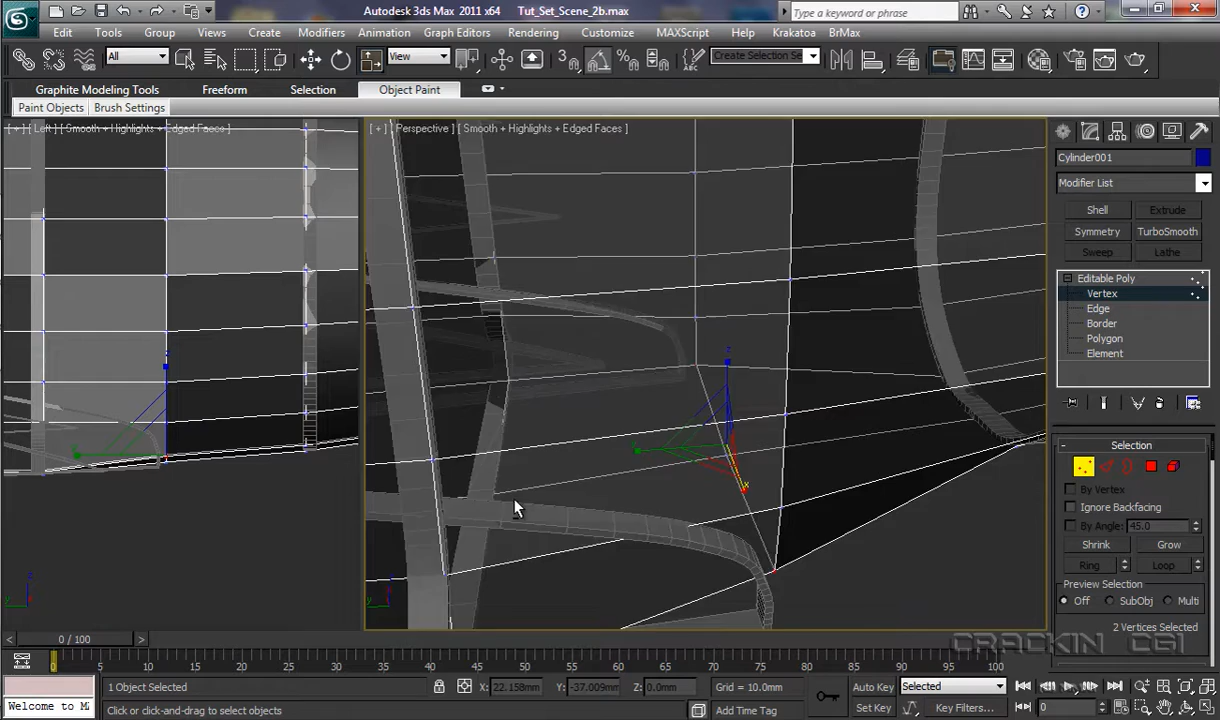 Autodesk 3ds Max 2011 x64    Tut_Set_Scene_2b.max
Type a keyword or phrase
Edit Tools Group Views Create Modifiers Animation Graph Editors Rendering Customize MAXScript Help Krakatoa BrMax
All View Create Selection Se
Graphite Modeling Tools Freeform Selection Object Paint
Paint Objects Brush Settings
[ + ] [ Left ] [ Smooth + Highlights + Edged Faces ]
[ + ] [ Perspective ] [ Smooth + Highlights + Edged Faces ]
Cylinder001
Modifier List
Shell Extrude
Symmetry TurboSmooth
Sweep Lathe
Editable Poly
Vertex
Edge
Border
Polygon
Element
Selection
By Vertex
Ignore Backfacing
By Angle: 45.0
Shrink Grow
Ring Loop
Preview Selection
Off SubObj Multi
2 Vertices Selected
CRACKIN CGI
0 / 100
0 5 10 15 20 25 30 35 40 45 50 55 60 65 70 75 80 85 90 95 100
1 Object Selected X: 22.158mm Y: -37.009mm Z: 0.0mm Grid = 10.0mm Auto Key Selected
Welcome to Ma Click or click-and-drag to select objects Add Time Tag Set Key Key Filters... 0